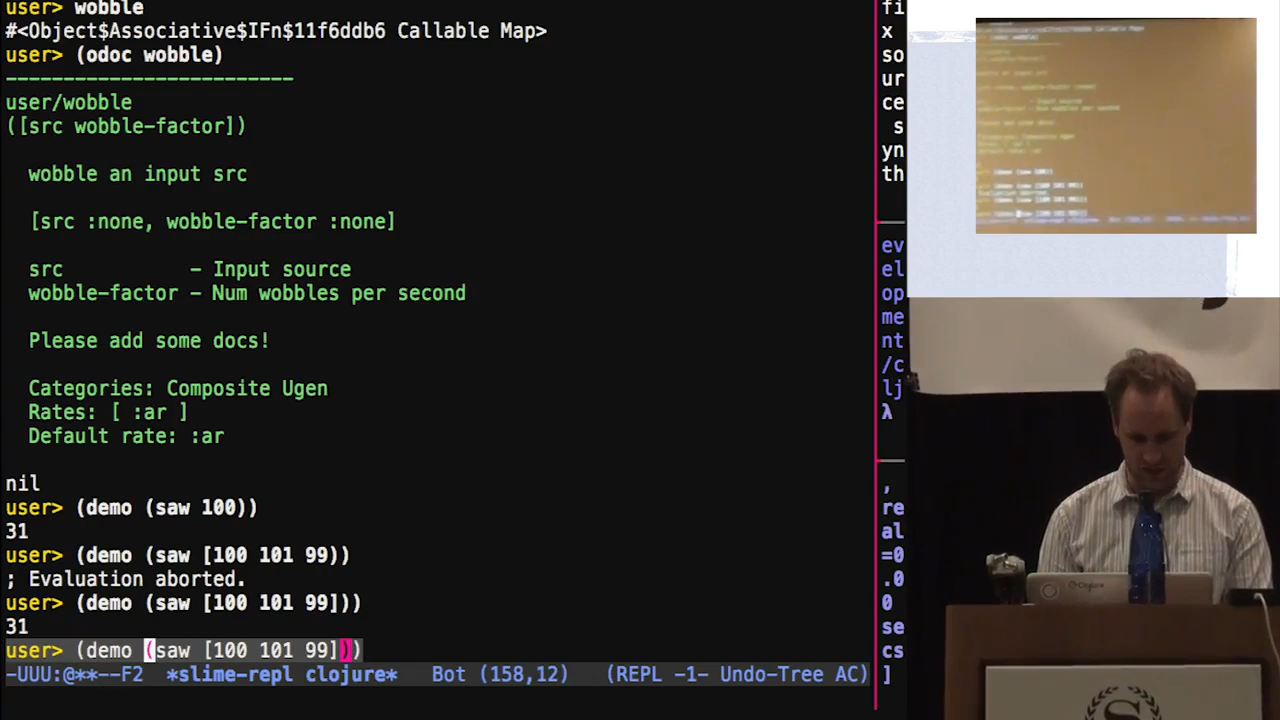 user> wobble
#<Object$Associative$IFn$11f6ddb6 Callable Map>
user> (odoc wobble)
-------------------------
user/wobble
([src wobble-factor])
wobble an input src
[src :none, wobble-factor :none]
src - Input source
wobble-factor - Num wobbles per second
Please add some docs!
Categories: Composite Ugen
Rates: [ :ar ]
Default rate: :ar
nil
user> (demo (saw 100))
31
user> (demo (saw [100 101 99))
; Evaluation aborted.
user> (demo (saw [100 101 99]))
31
user> (demo (saw [100 101 99]))
-UUU:@**--F2 *slime-repl clojure* Bot (158,12) (REPL -1- Undo-Tree AC)
fi
x
so
ur
ce
s
yn
th
ev
el
op
me
nt
/c
lj
λ
,
re
al
=0
.0
0
se
cs
]
Clojure
S